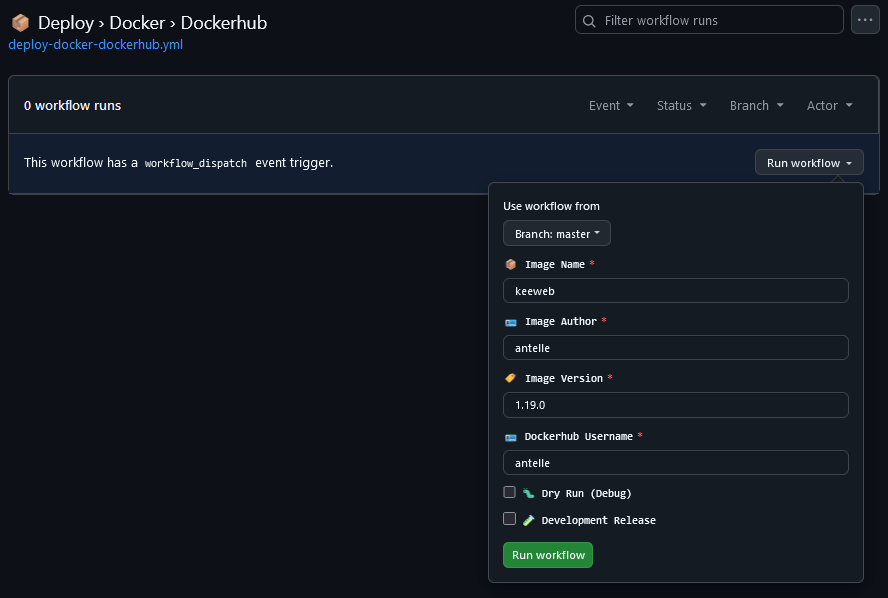 Deploy › Docker › Dockerhub
deploy-docker-dockerhub.yml
Filter workflow runs
0 workflow runs
Event Status Branch Actor
This workflow has a workflow_dispatch event trigger.
Run workflow
Use workflow from
Branch: master
Image Name *
keeweb
Image Author *
antelle
Image Version *
1.19.0
Dockerhub Username *
antelle
Dry Run (Debug)
Development Release
Run workflow